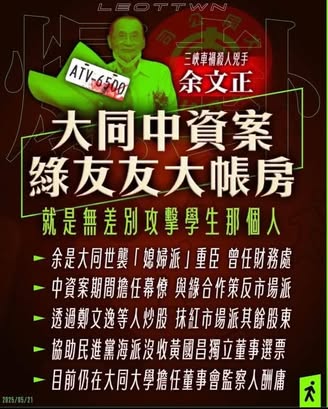 LEOTTWN
爆卦
ATV-6500
三峽車禍殺人兇手
余文正
大同中資案
綠友友大帳房
就是無差別攻擊學生那個人
余是大同世襲「媳婦派」重臣 曾任財務處
中資案期間擔任幕僚 與綠合作策反市場派
透過鄭文逸等人炒股 抹紅市場派其餘股東
協助民進黨海派沒收黃國昌獨立董事選票
目前仍在大同大學擔任董事會監察人酬庸
2025/05/21